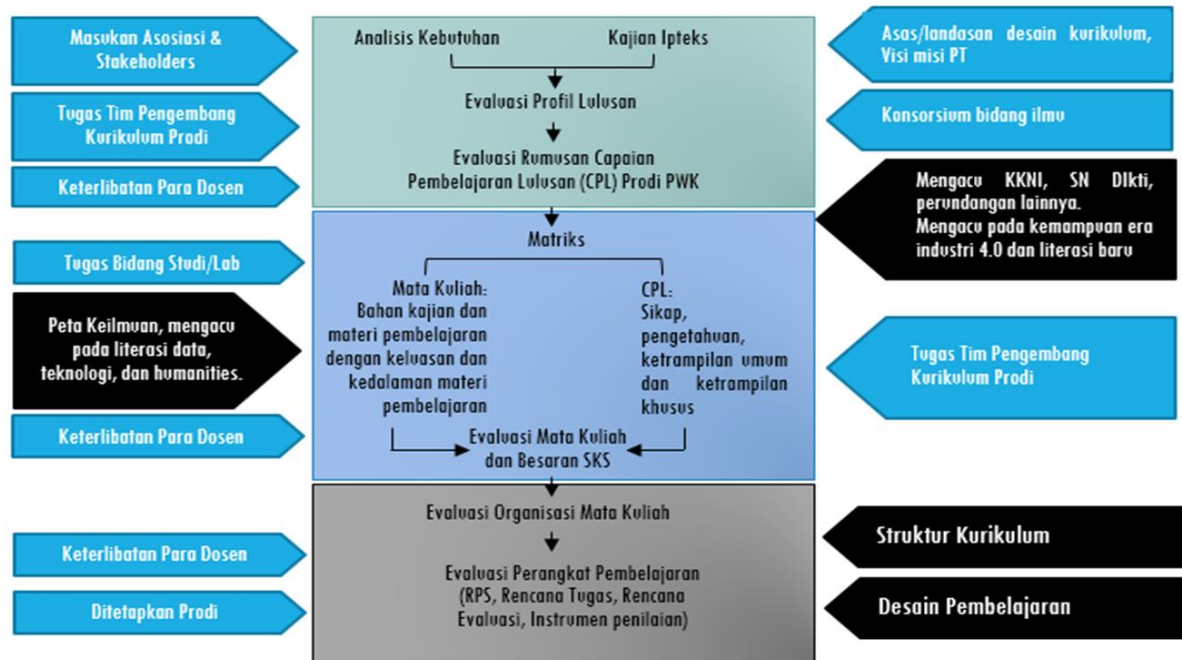 Masukan Asosiasi &
Stakeholders
Tugas Tim Pengembang
Kurikulum Prodi
Keterlibatan Para Dosen
Tugas Bidang Studi/Lab
Peta Keilmuan, mengacu
pada literasi data,
teknologi, dan humanities.
Keterlibatan Para Dosen
Keterlibatan Para Dosen
Ditetapkan Prodi
Analisis Kebutuhan
Kajian Ipteks
Evaluasi Profil Lulusan
Evaluasi Rumusan Capaian
Pembelajaran Lulusan (CPL) Prodi PWK
Matriks
Mata Kuliah:
Bahan kajian dan
materi pembelajaran
dengan keluasan dan
kedalaman materi
pembelajaran
CPL:
Sikap,
pengetahuan,
ketrampilan umum
dan ketrampilan
khusus
Evaluasi Mata Kuliah
dan Besaran SKS
Evaluasi Organisasi Mata Kuliah
Evaluasi Perangkat Pembelajaran
(RPS, Rencana Tugas, Rencana
Evaluasi, Instrumen penilaian)
Asas/landasan desain kurikulum,
Visi misi PT
Konsorsium bidang ilmu
Mengacu KKNI, SN DIkti,
perundangan lainnya.
Mengacu pada kemampuan era
industri 4.0 dan literasi baru
Tugas Tim Pengembang
Kurikulum Prodi
Struktur Kurikulum
Desain Pembelajaran